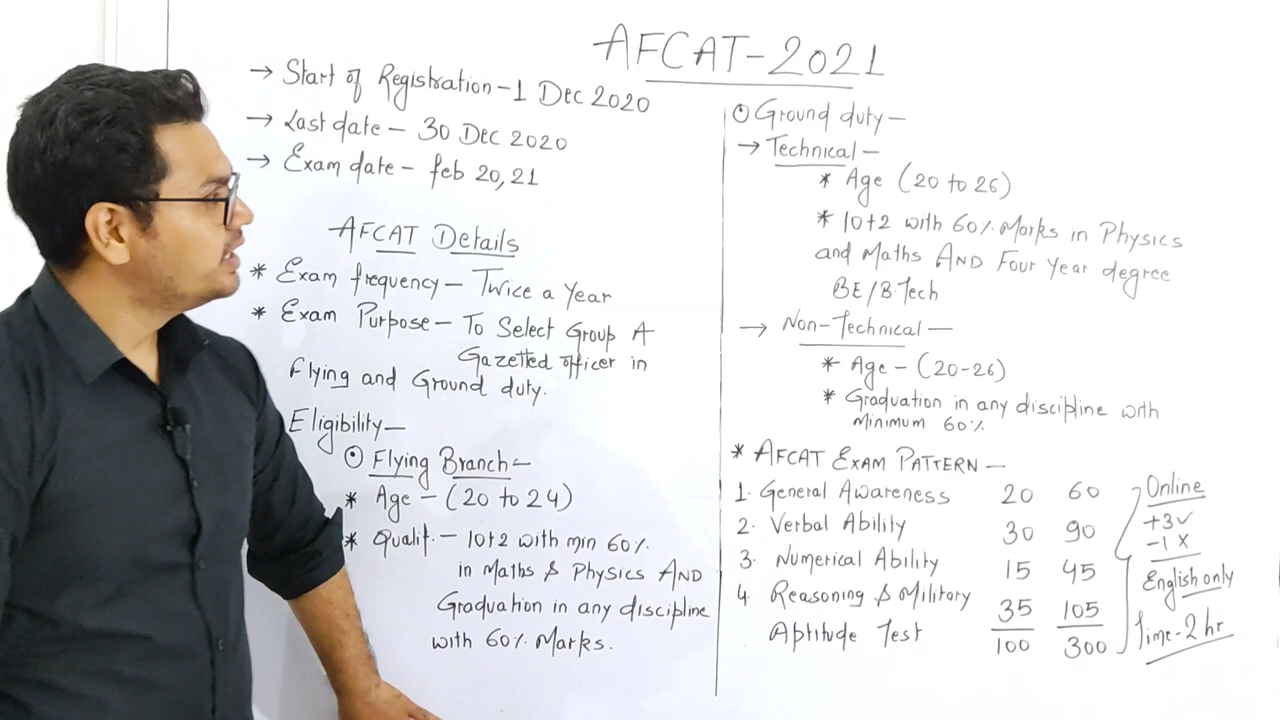 AFCAT-2021
→ Start of Registration-1 Dec 2020
→ Last date - 30 Dec 2020
→ Exam date - feb 20,21
AFCAT Details
* Exam frequency - Twice a Year
* Exam Purpose - To Select Group A
Gazetted officer in
Flying and Ground duty.
Eligibility-
⊙ Flying Branch-
* Age - (20 to 24)
* Qualif. - 10+2 with min 60%
in Maths & Physics AND
Graduation in any discipline
with 60% Marks.
⊙ Ground duty-
→ Technical-
* Age (20 to 26)
* 10+2 with 60% Marks in Physics
and Maths AND Four Year degree
BE/B.Tech
→ Non-Technical-
* Age - (20-26)
* Graduation in any discipline with
Minimum 60%
* AFCAT EXAM PATTERN -
1. General Awareness 20 60
2. Verbal Ability 30 90
3. Numerical Ability 15 45
4. Reasoning & Military 35 105
Aptitude Test 100 300
Online
+3✓
-1 X
English only
Time-2 hr